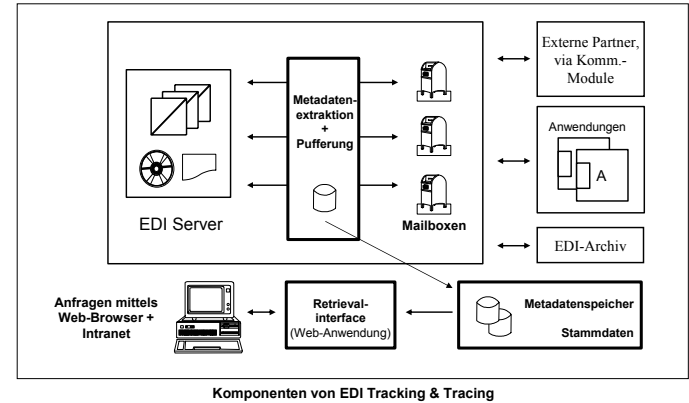 Metadaten-
extraktion
+
Pufferung
EDI Server
Mailboxen
Externe Partner,
via Komm.-
Module
Anwendungen
A
EDI-Archiv
Anfragen mittels
Web-Browser +
Intranet
Retrieval-
interface
(Web-Anwendung)
Metadatenspeicher
Stammdaten
Komponenten von EDI Tracking & Tracing